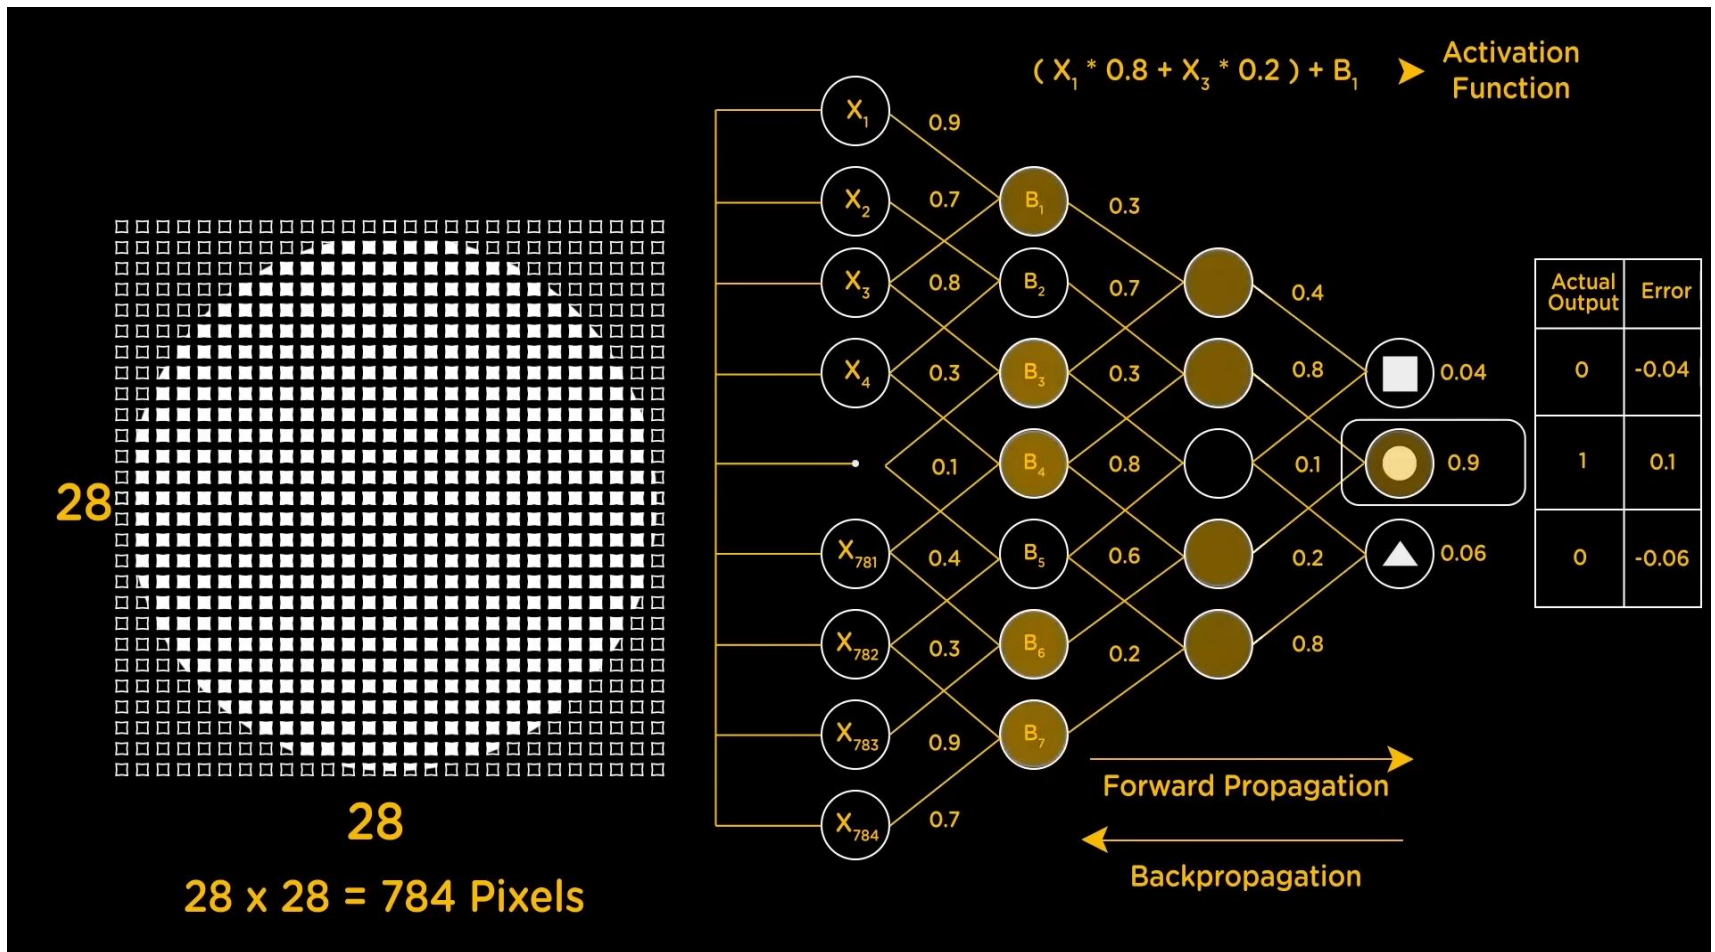 ( X₁ * 0.8 + X₃ * 0.2 ) + B₁
Activation
Function
28
28
28 x 28 = 784 Pixels
X₁
X₂
X₃
X₄
X₇₈₁
X₇₈₂
X₇₈₃
X₇₈₄
0.9
0.7
0.8
0.3
0.1
0.4
0.3
0.9
0.7
B₁
B₂
B₃
B₄
B₅
B₆
B₇
0.3
0.7
0.3
0.8
0.6
0.2
0.4
0.8
0.1
0.2
0.8
0.04
0.9
0.06
Actual
Output
Error
0 -0.04
1 0.1
0 -0.06
Forward Propagation
Backpropagation